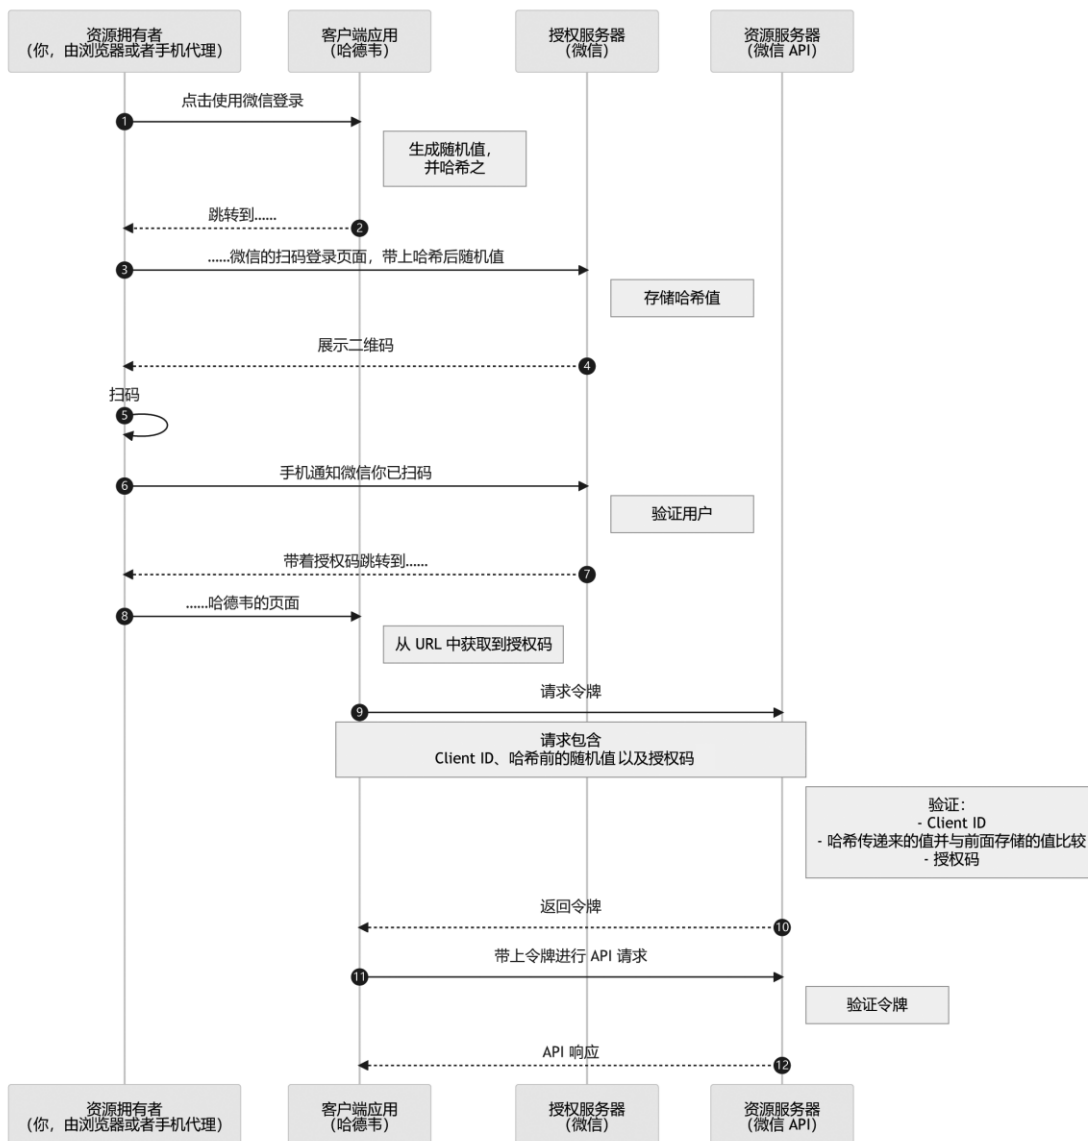 资源拥有者
（你，由浏览器或者手机代理）
客户端应用
（哈德韦）
授权服务器
（微信）
资源服务器
（微信 API）
点击使用微信登录
1
生成随机值，
并哈希之
跳转到……
2
……微信的扫码登录页面，带上哈希后随机值
3
存储哈希值
展示二维码
4
扫码
5
手机通知微信你已扫码
6
验证用户
带着授权码跳转到……
7
……哈德韦的页面
8
从 URL 中获取到授权码
请求令牌
9
请求包含
Client ID、哈希前的随机值以及授权码
验证：
- Client ID
- 哈希传递来的值并与前面存储的值比较
- 授权码
返回令牌
10
带上令牌进行 API 请求
11
验证令牌
API 响应
12
资源拥有者
（你，由浏览器或者手机代理）
客户端应用
（哈德韦）
授权服务器
（微信）
资源服务器
（微信 API）